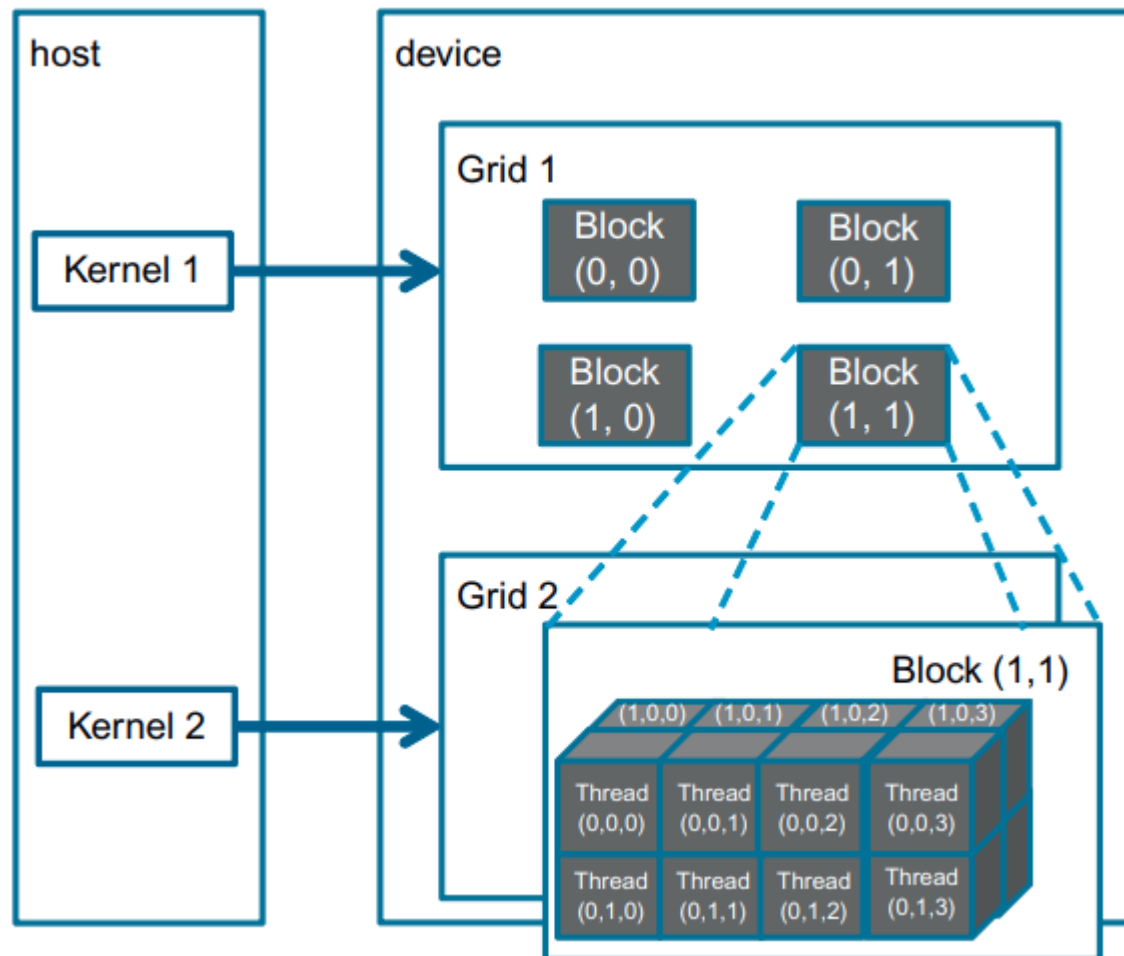 host
device
Grid 1
Block
(0, 0)
Block
(0, 1)
Kernel 1
Block
(1, 0)
Block
(1, 1)
Grid 2
Block (1,1)
Kernel 2
(1,0,0)
(1,0,1)
(1,0,2)
(1,0,3)
Thread
(0,0,0)
Thread
(0,0,1)
Thread
(0,0,2)
Thread
(0,0,3)
Thread
(0,1,0)
Thread
(0,1,1)
Thread
(0,1,2)
Thread
(0,1,3)